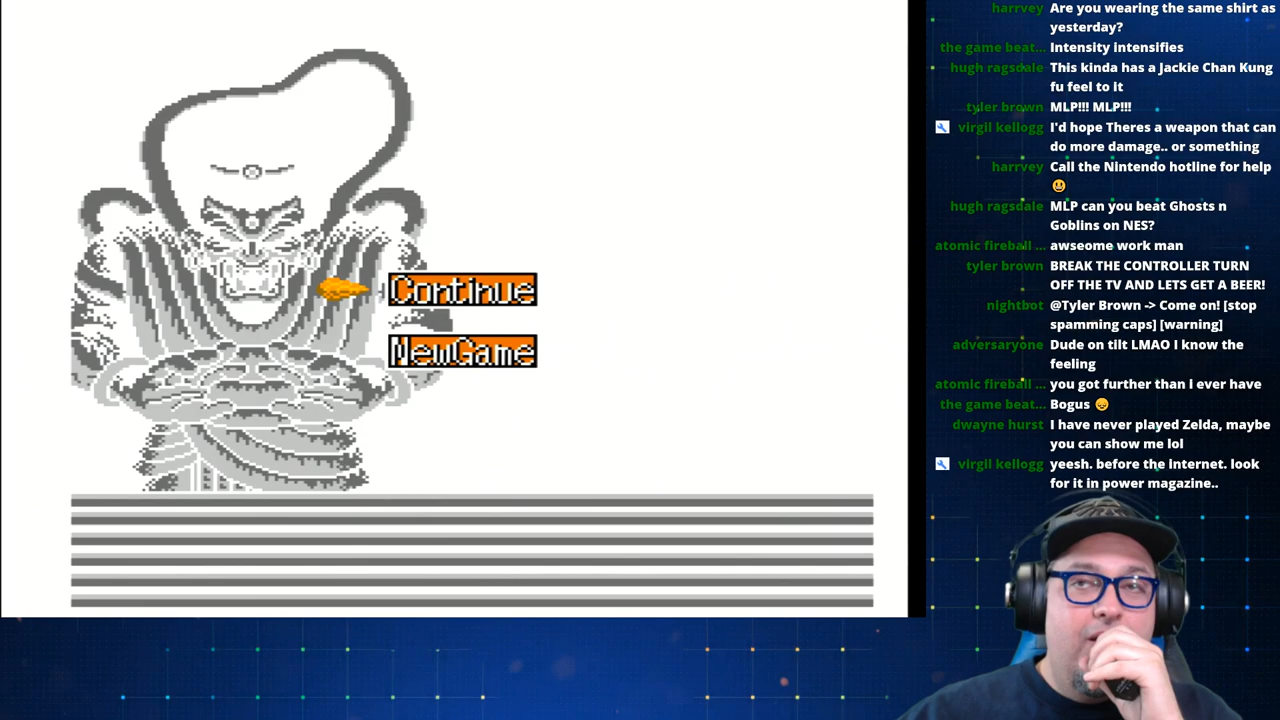 Continue
NewGame
harrvey Are you wearing the same shirt as
yesterday?
the game beat... Intensity intensifies
hugh ragsdale This kinda has a Jackie Chan Kung
fu feel to it
tyler brown MLP!!! MLP!!!
virgil kellogg I'd hope Theres a weapon that can
do more damage.. or something
harrvey Call the Nintendo hotline for help
😃
hugh ragsdale MLP can you beat Ghosts n
Goblins on NES?
atomic fireball ... awseome work man
tyler brown BREAK THE CONTROLLER TURN
OFF THE TV AND LETS GET A BEER!
nightbot @Tyler Brown -> Come on! [stop
spamming caps] [warning]
adversaryone Dude on tilt LMAO I know the
feeling
atomic fireball ... you got further than i ever have
the game beat... Bogus 😞
dwayne hurst I have never played Zelda, maybe
you can show me lol
virgil kellogg yeesh. before the Internet. look
for it in power magazine..